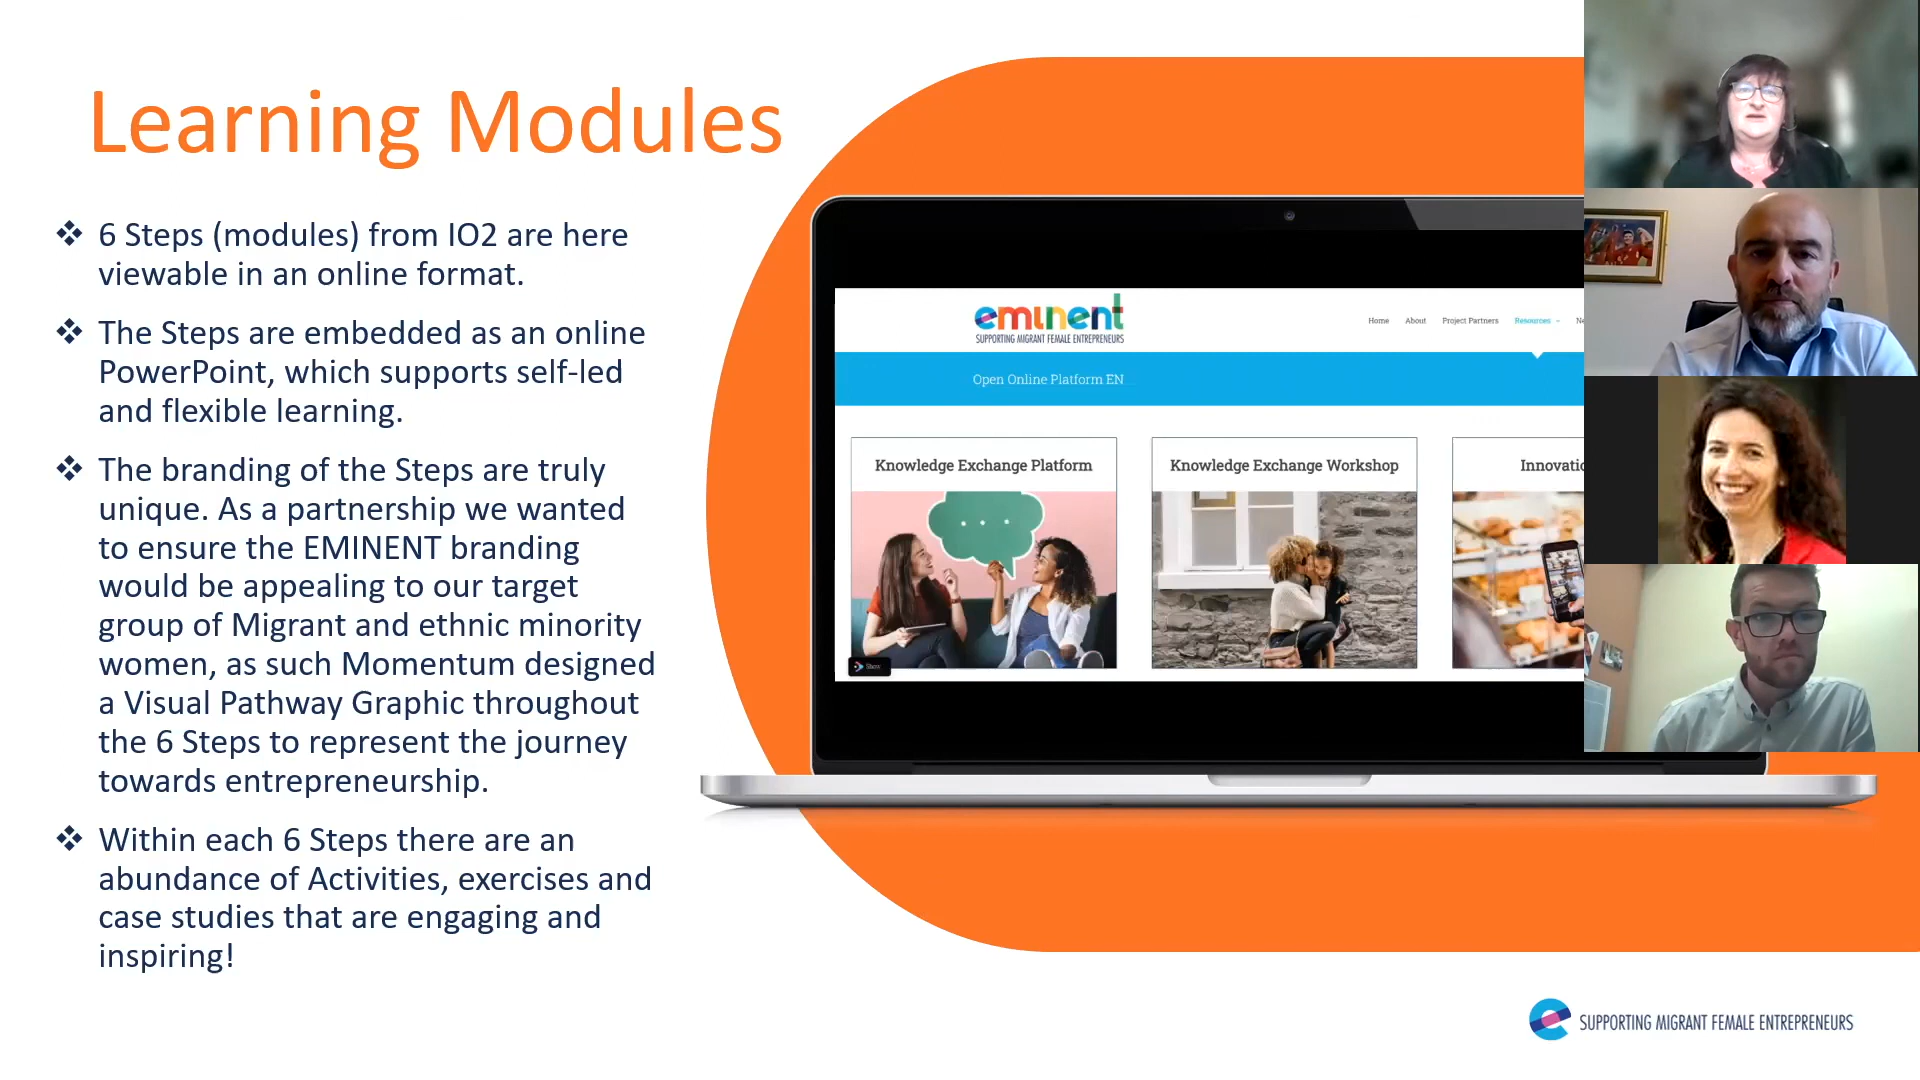 Learning Modules
6 Steps (modules) from IO2 are here
viewable in an online format.
The Steps are embedded as an online
PowerPoint, which supports self-led
and flexible learning.
The branding of the Steps are truly
unique. As a partnership we wanted
to ensure the EMINENT branding
would be appealing to our target
group of Migrant and ethnic minority
women, as such Momentum designed
a Visual Pathway Graphic throughout
the 6 Steps to represent the journey
towards entrepreneurship.
Within each 6 Steps there are an
abundance of Activities, exercises and
case studies that are engaging and
inspiring!
eminent
SUPPORTING MIGRANT FEMALE ENTREPRENEURS
Home About Project Partners Resources
Open Online Platform EN
Knowledge Exchange Platform
Knowledge Exchange Workshop
Show
SUPPORTING MIGRANT FEMALE ENTREPRENEURS